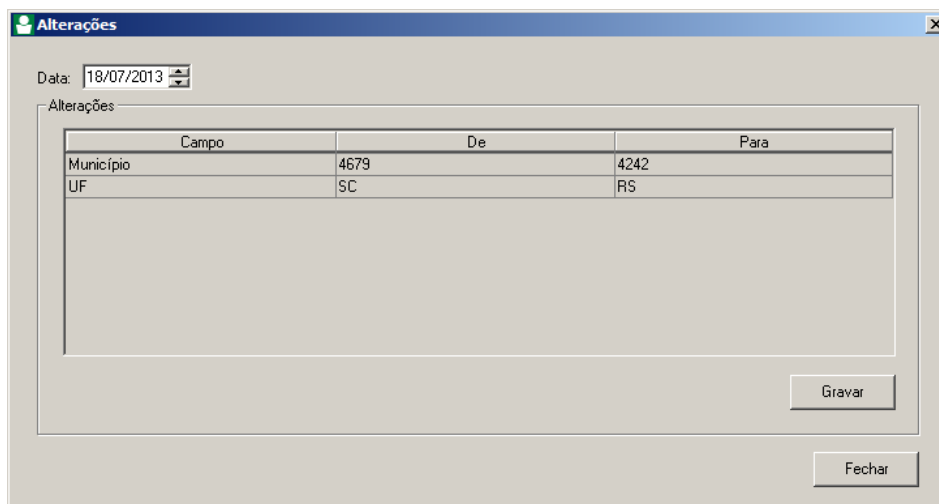 Alterações
Data: 18/07/2013
Alterações
Campo De Para
Município 4679 4242
UF SC RS
Gravar
Fechar